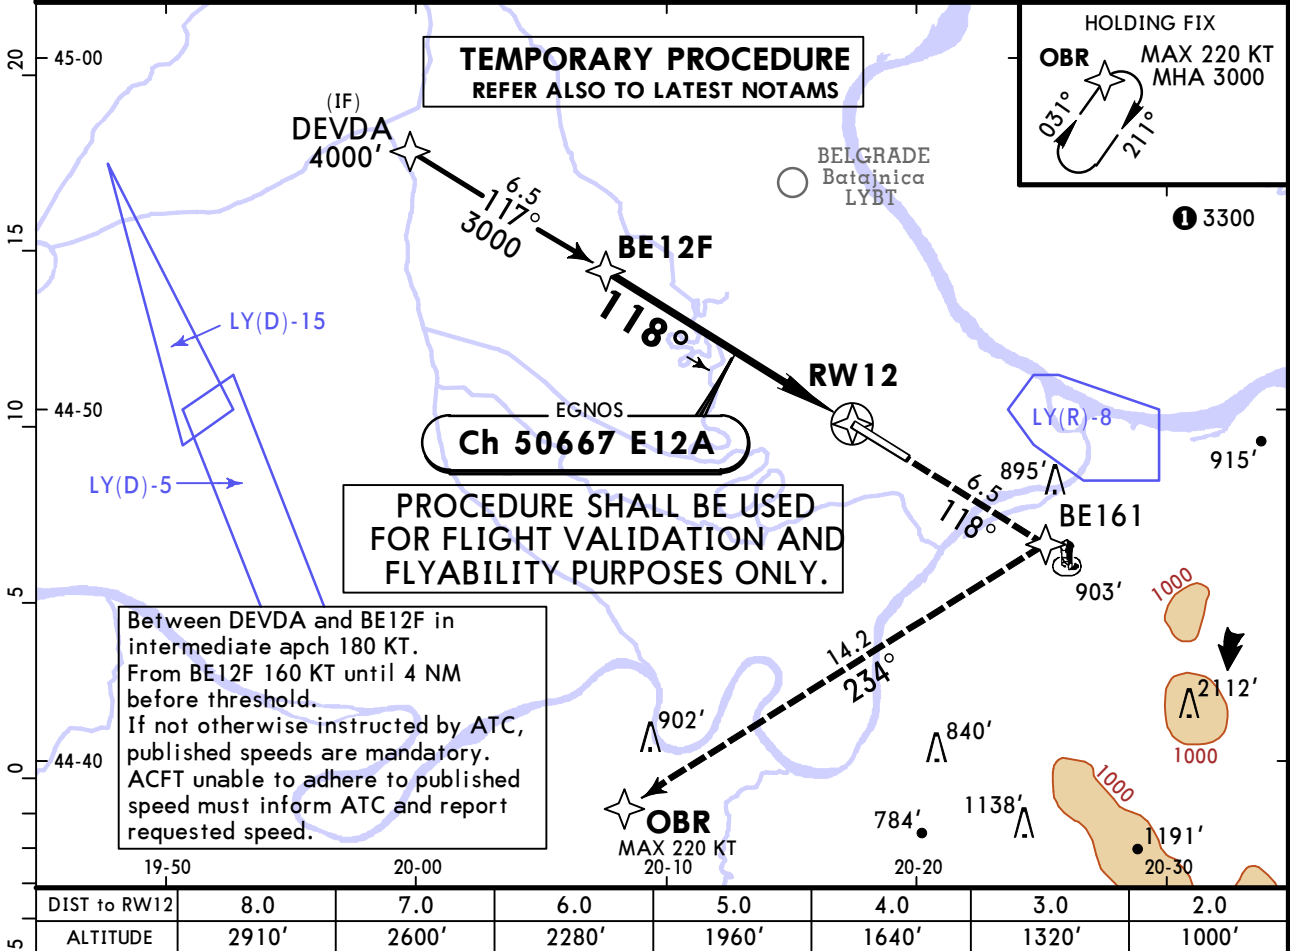 HOLDING FIX
OBR
MAX 220 KT
MHA 3000
031°
211°
20
45-00
TEMPORARY PROCEDURE
REFER ALSO TO LATEST NOTAMS
(IF)
DEVDA
4000'
BELGRADE
Batajnica
LYBT
6.5
117°
3000
1 3300
15
BE12F
118°
LY(D)-15
RW12
10
44-50
EGNOS
Ch 50667 E12A
LY(R)-8
915'
895'
LY(D)-5
6.5
118°
PROCEDURE SHALL BE USED
FOR FLIGHT VALIDATION AND
FLYABILITY PURPOSES ONLY.
BE161
903'
1000
5
Between DEVDA and BE12F in
intermediate apch 180 KT.
From BE12F 160 KT until 4 NM
before threshold.
If not otherwise instructed by ATC,
published speeds are mandatory.
ACFT unable to adhere to published
speed must inform ATC and report
requested speed.
14.2
234°
2112'
1000
902'
840'
0
44-40
1000
1138'
784'
1191'
OBR
MAX 220 KT
19-50
20-00
20-10
20-20
20-30
5
DIST to RW12 8.0 7.0 6.0 5.0 4.0 3.0 2.0
ALTITUDE 2910' 2600' 2280' 1960' 1640' 1320' 1000'